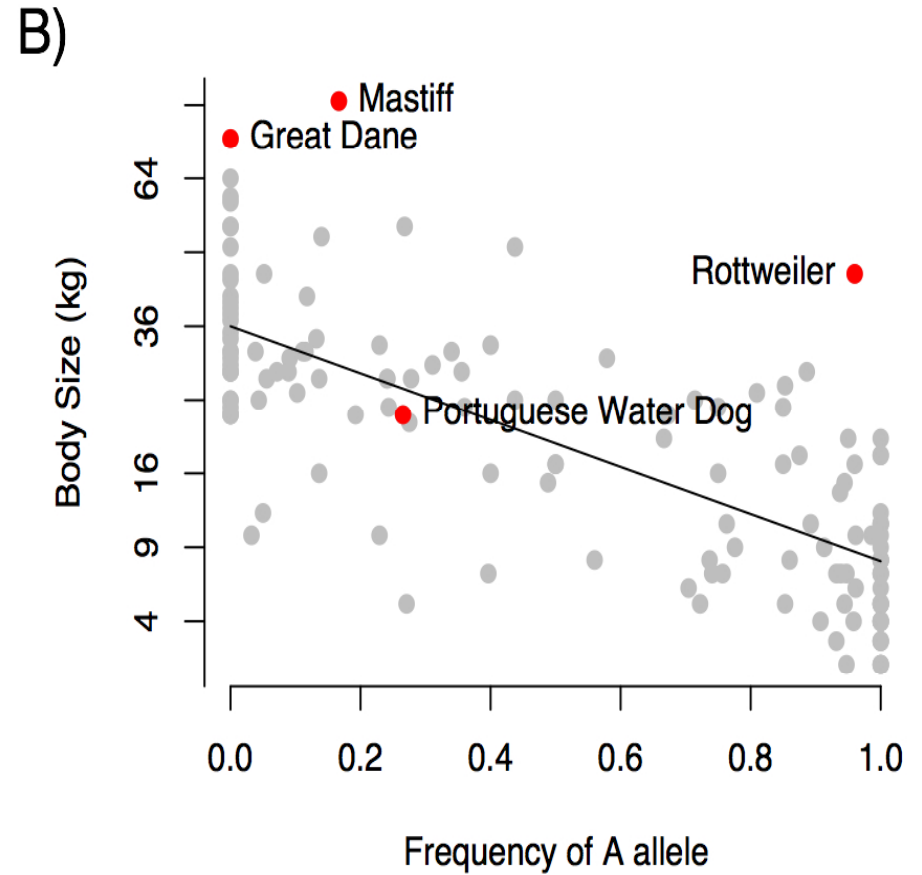 B)
Mastiff
Great Dane
64
Rottweiler
36
Portuguese Water Dog
16
9
4
Body Size (kg)
0.0 0.2 0.4 0.6 0.8 1.0
Frequency of A allele